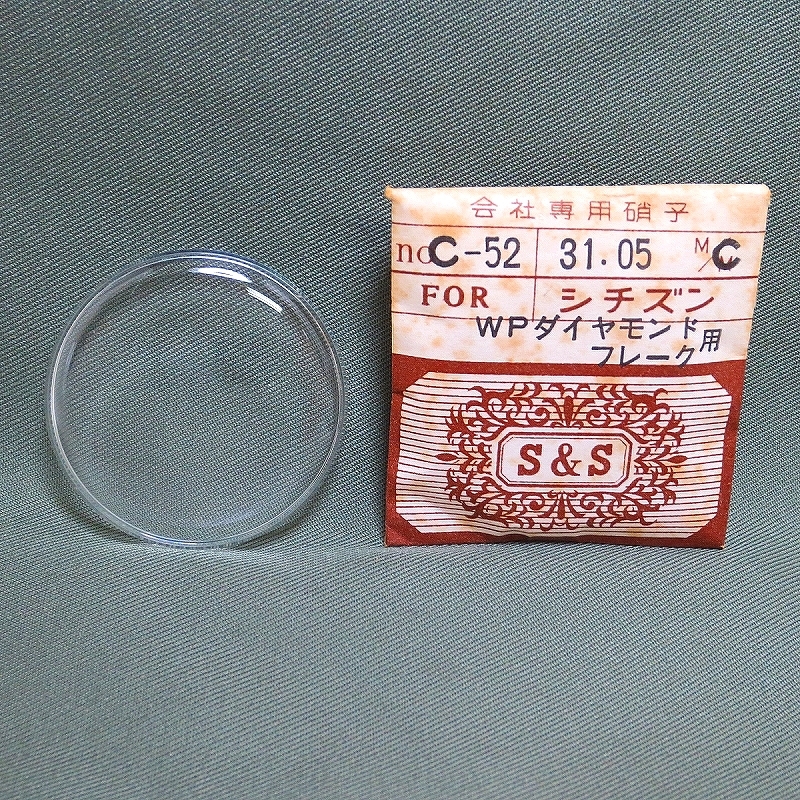 会社専用硝子
no C-52 31.05 M/C
FOR シチズン
WPダイヤモンド
フレーク用
S&S